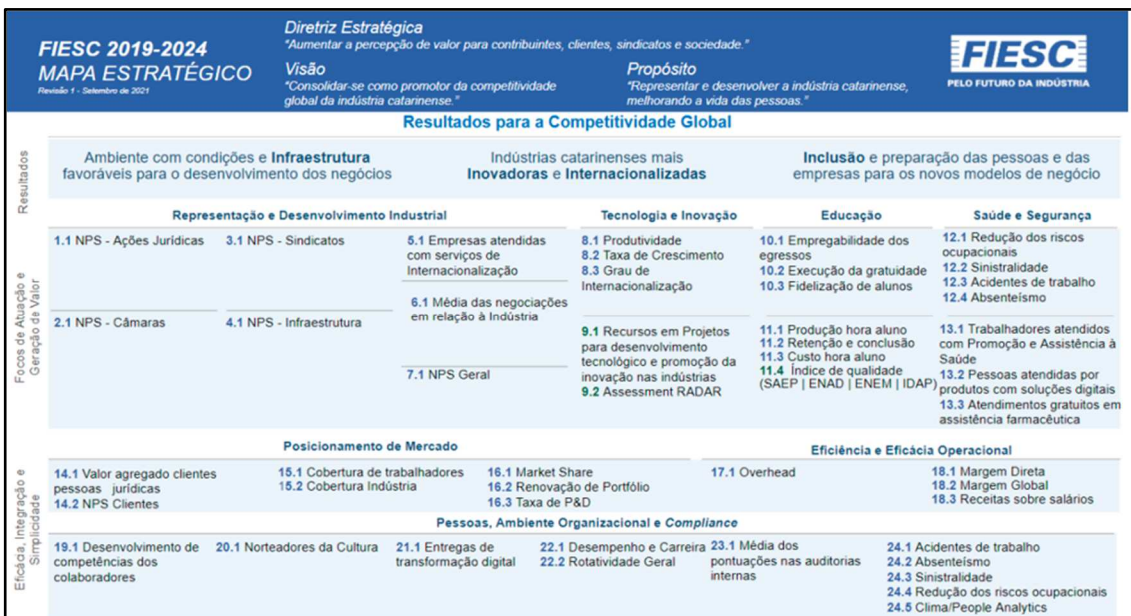 FIESC 2019-2024
MAPA ESTRATÉGICO
Revisão 1 - Setembro de 2021
Diretriz Estratégica
"Aumentar a percepção de valor para contribuintes, clientes, sindicatos e sociedade."
Visão
"Consolidar-se como promotor da competitividade
global da indústria catarinense."
Propósito
"Representar e desenvolver a indústria catarinense,
melhorando a vida das pessoas."
FIESC
PELO FUTURO DA INDÚSTRIA
Resultados para a Competitividade Global
Resultados
Ambiente com condições e Infraestrutura
favoráveis para o desenvolvimento dos negócios
Indústrias catarinenses mais
Inovadoras e Internacionalizadas
Inclusão e preparação das pessoas e das
empresas para os novos modelos de negócio
Focos de Atuação e
Geração de Valor
Representação e Desenvolvimento Industrial
1.1 NPS - Ações Jurídicas
2.1 NPS - Câmaras
3.1 NPS - Sindicatos
4.1 NPS - Infraestrutura
5.1 Empresas atendidas
com serviços de
Internacionalização
6.1 Média das negociações
em relação à Indústria
7.1 NPS Geral
Tecnologia e Inovação
8.1 Produtividade
8.2 Taxa de Crescimento
8.3 Grau de
Internacionalização
9.1 Recursos em Projetos
para desenvolvimento
tecnológico e promoção da
inovação nas indústrias
9.2 Assessment RADAR
Educação
10.1 Empregabilidade dos
egressos
10.2 Execução da gratuidade
10.3 Fidelização de alunos
11.1 Produção hora aluno
11.2 Retenção e conclusão
11.3 Custo hora aluno
11.4 Índice de qualidade
(SAEP | ENAD | ENEM | IDAP)
Saúde e Segurança
12.1 Redução dos riscos
ocupacionais
12.2 Sinistralidade
12.3 Acidentes de trabalho
12.4 Absenteísmo
13.1 Trabalhadores atendidos
com Promoção e Assistência à
Saúde
13.2 Pessoas atendidas por
produtos com soluções digitais
13.3 Atendimentos gratuitos em
assistência farmacêutica
Eficácia, Integração e
Simplicidade
Posicionamento de Mercado
14.1 Valor agregado clientes
pessoas jurídicas
14.2 NPS Clientes
15.1 Cobertura de trabalhadores
15.2 Cobertura Indústria
16.1 Market Share
16.2 Renovação de Portfólio
16.3 Taxa de P&D
Eficiência e Eficácia Operacional
17.1 Overhead
18.1 Margem Direta
18.2 Margem Global
18.3 Receitas sobre salários
Pessoas, Ambiente Organizacional e Compliance
19.1 Desenvolvimento de
competências dos
colaboradores
20.1 Norteadores da Cultura
21.1 Entregas de
transformação digital
22.1 Desempenho e Carreira
22.2 Rotatividade Geral
23.1 Média dos
pontuações nas auditorias
internas
24.1 Acidentes de trabalho
24.2 Absenteísmo
24.3 Sinistralidade
24.4 Redução dos riscos ocupacionais
24.5 Clima/People Analytics